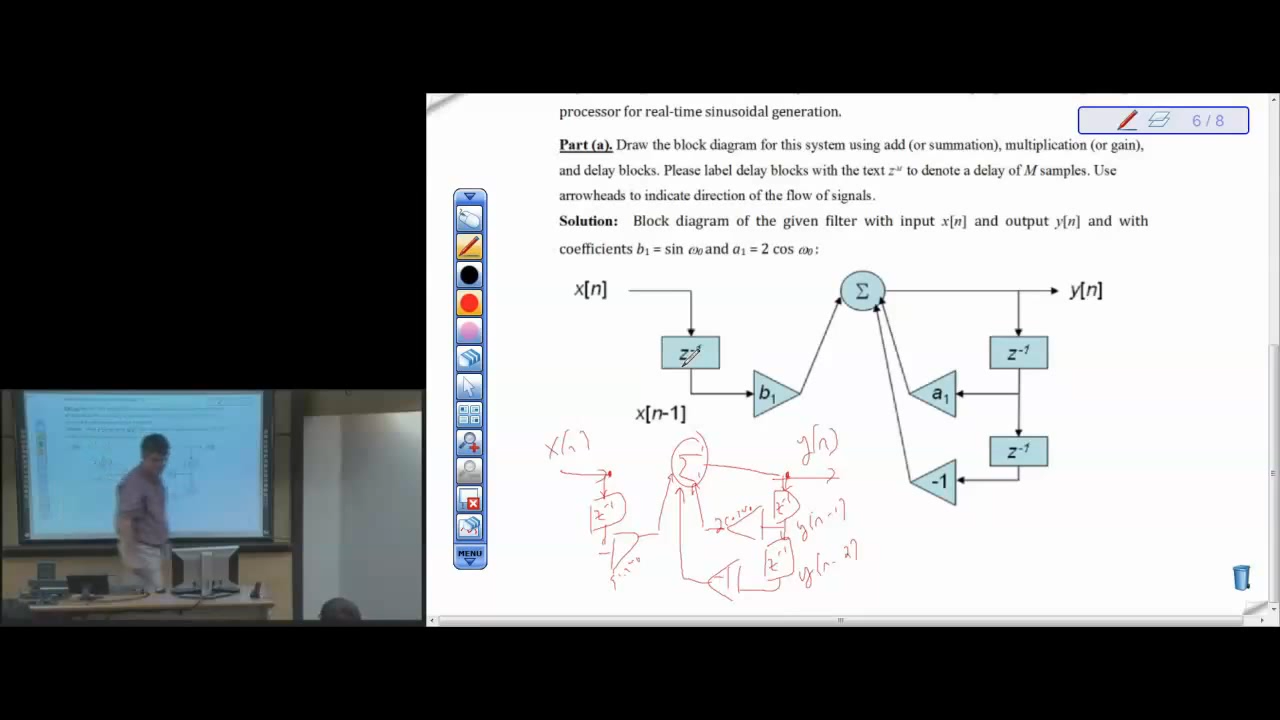 processor for real-time sinusoidal generation.
6 / 8
Part (a). Draw the block diagram for this system using add (or summation), multiplication (or gain),
and delay blocks. Please label delay blocks with the text z⁻ᴹ to denote a delay of M samples. Use
arrowheads to indicate direction of the flow of signals.
Solution: Block diagram of the given filter with input x[n] and output y[n] and with
coefficients b₁ = sin ω₀ and a₁ = 2 cos ω₀ :
x[n]
Σ
y[n]
z⁻¹
z⁻¹
b₁
a₁
x[n-1]
z⁻¹
-1
x[n]
Σ
y[n]
z⁻¹
z⁻¹
y[n-1]
z⁻¹
y[n-2]
-1
MENU